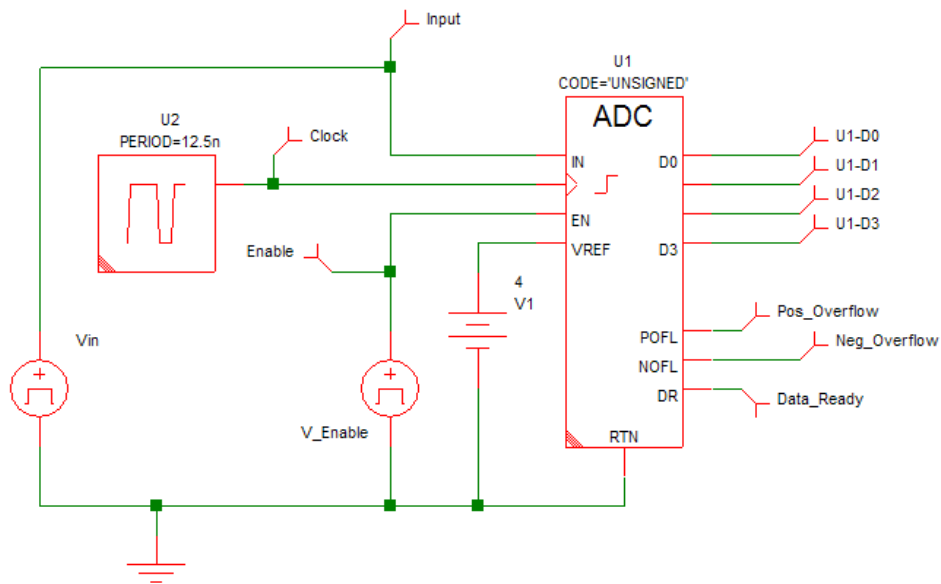 Input
U1
CODE='UNSIGNED'
ADC
U2
PERIOD=12.5n
Clock
IN
D0
U1-D0
U1-D1
EN
U1-D2
Enable
VREF
D3
U1-D3
4
V1
Pos_Overflow
POFL
Vin
Neg_Overflow
NOFL
DR
Data_Ready
V_Enable
RTN